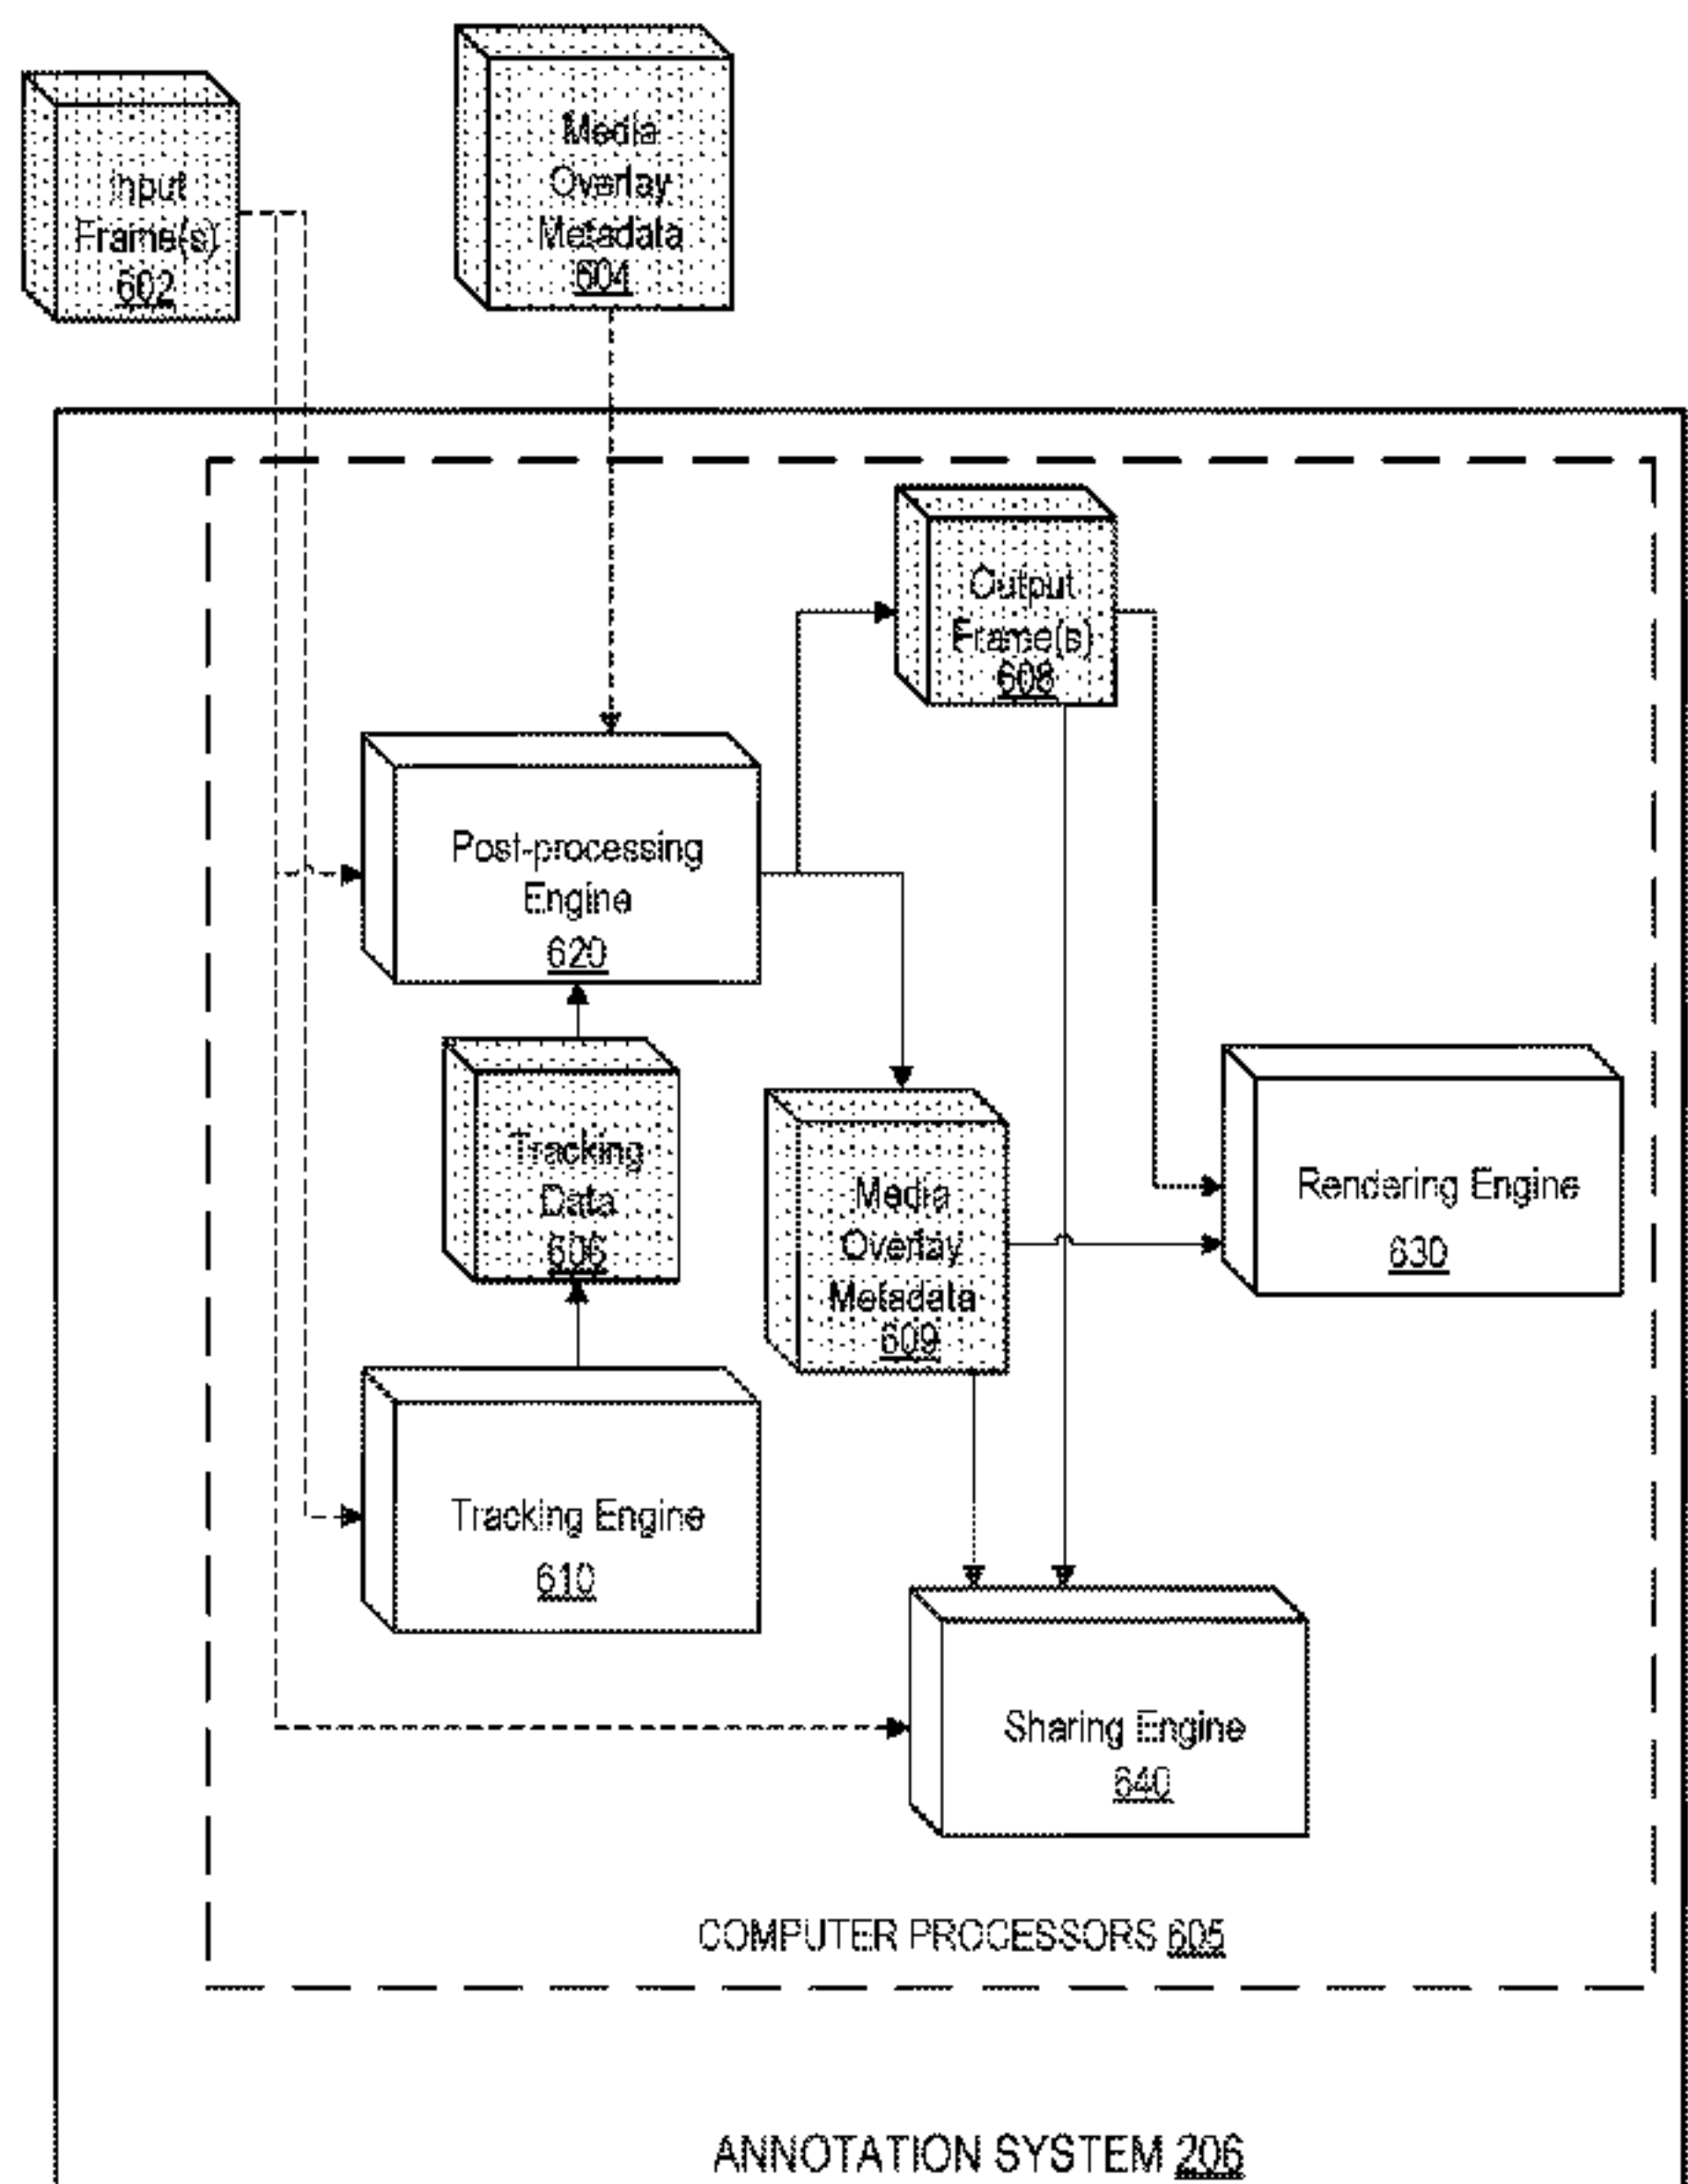 Media
Overlay
Metadata
604
Input
Frame(s)
602
Output
Frame(s)
608
Post-processing
Engine
620
Tracking
Data
606
Media
Overlay
Metadata
609
Rendering Engine
630
Tracking Engine
610
Sharing Engine
640
COMPUTER PROCESSORS 605
ANNOTATION SYSTEM 206